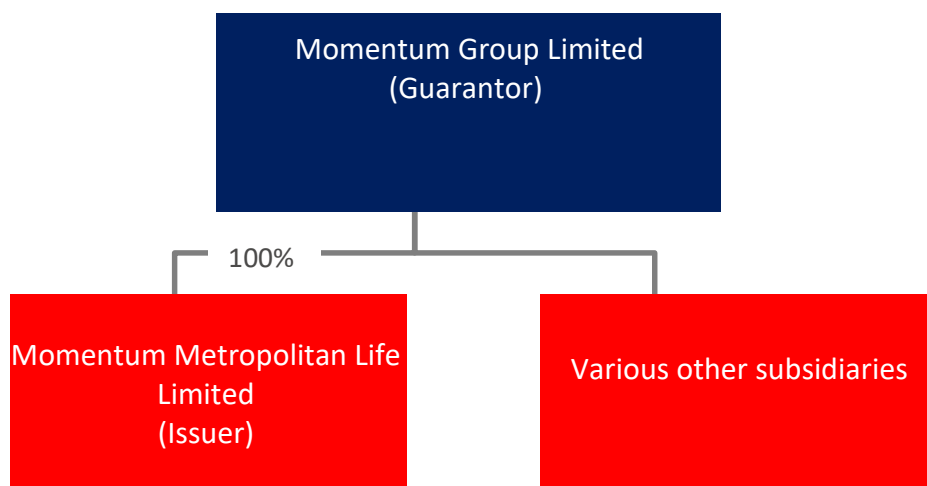 Momentum Group Limited
(Guarantor)
100%
Momentum Metropolitan Life
Limited
(Issuer)
Various other subsidiaries